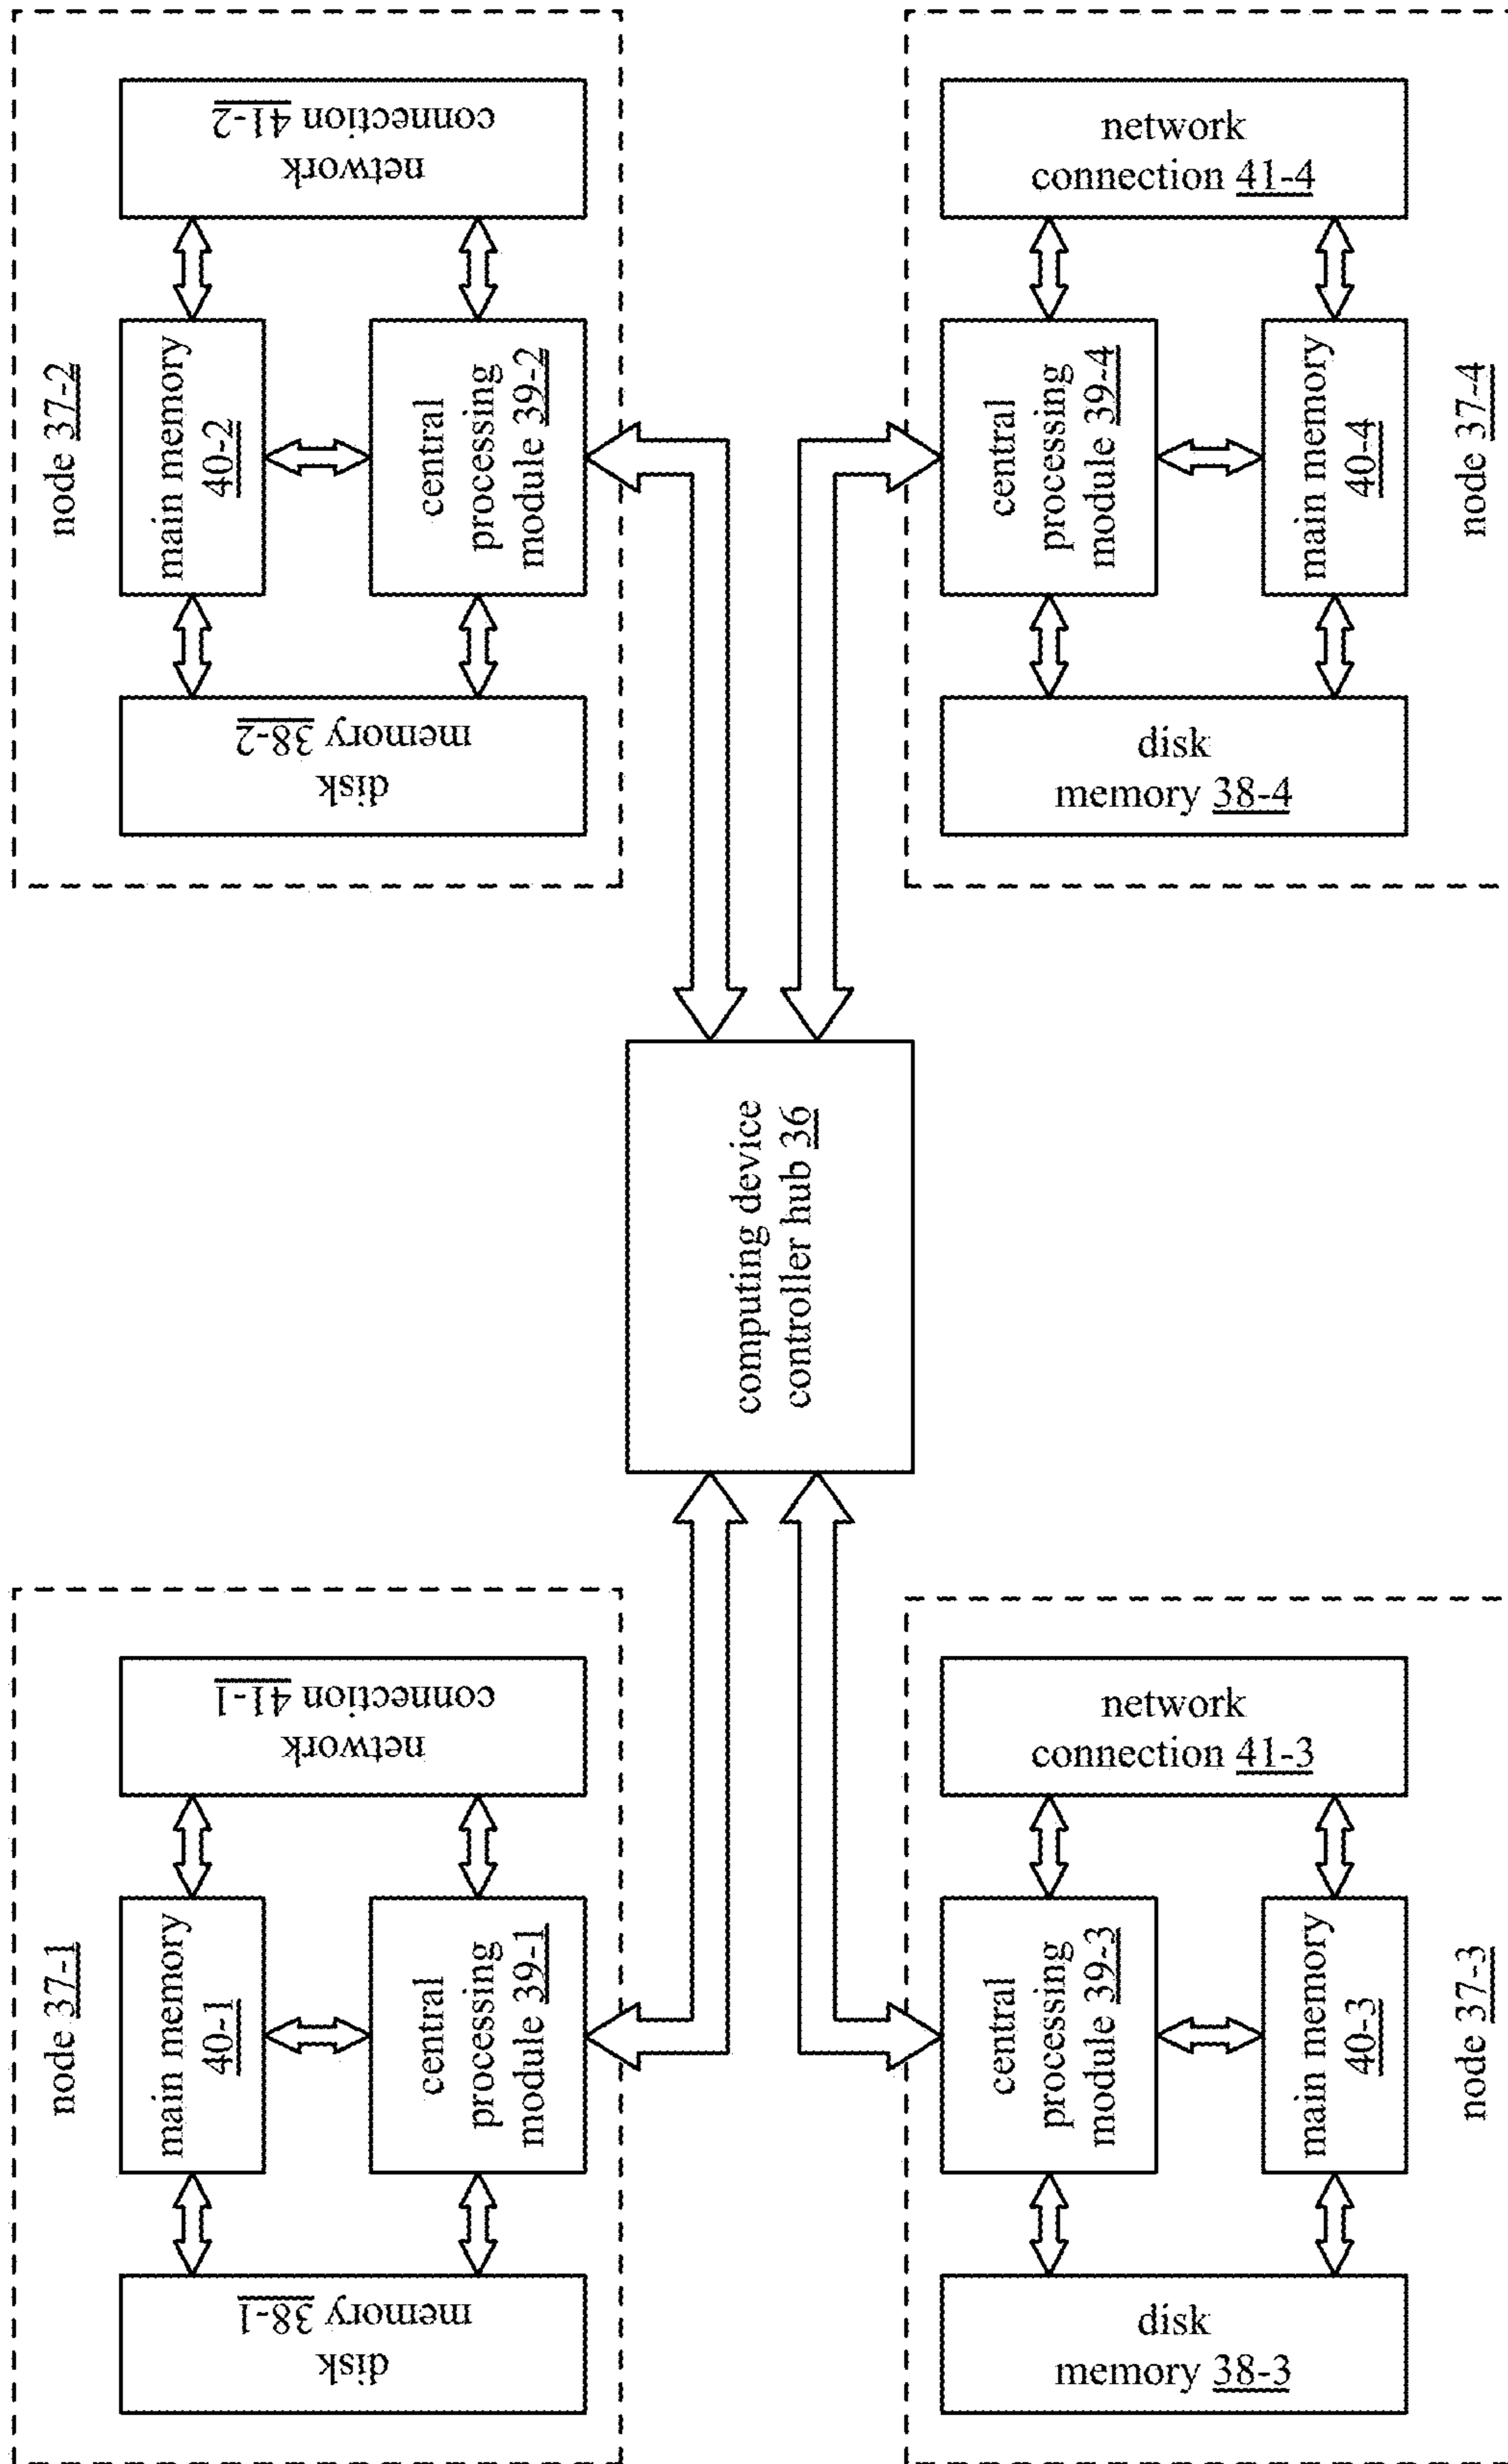 node 37-1
main memory
40-1
central
processing
module 39-1
disk
memory 38-1
network
connection 41-1
node 37-2
main memory
40-2
central
processing
module 39-2
disk
memory 38-2
network
connection 41-2
computing device
controller hub 36
disk
memory 38-3
central
processing
module 39-3
main memory
40-3
network
connection 41-3
node 37-3
disk
memory 38-4
central
processing
module 39-4
main memory
40-4
network
connection 41-4
node 37-4